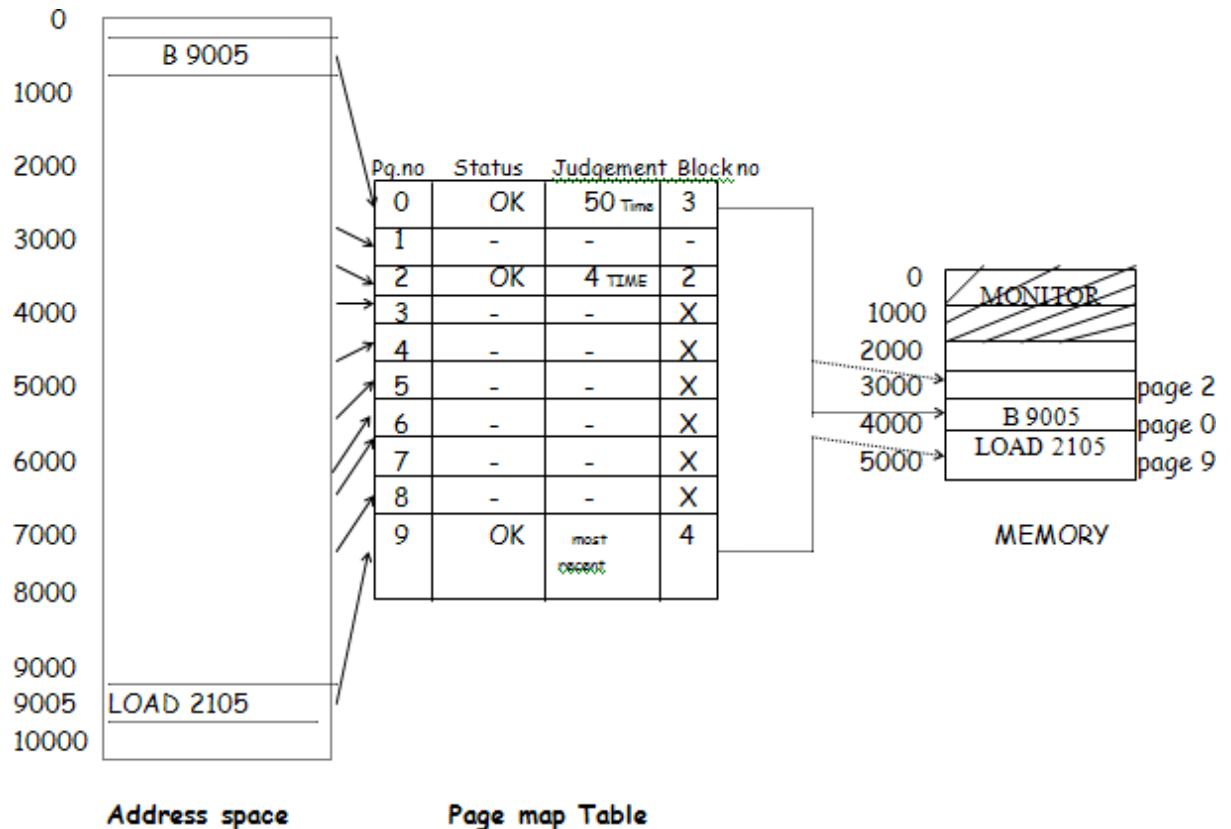 0
B 9005
1000
2000
3000
4000
5000
6000
7000
8000
9000
9005 LOAD 2105
10000
Address space
Pg.no Status Judgement Block no
0 OK 50 Time 3
1 - - -
2 OK 4 TIME 2
3 - - X
4 - - X
5 - - X
6 - - X
7 - - X
8 - - X
9 OK most recent 4
Page map Table
0
MONITOR
1000
2000
3000 page 2
4000 B 9005 page 0
5000 LOAD 2105 page 9
MEMORY